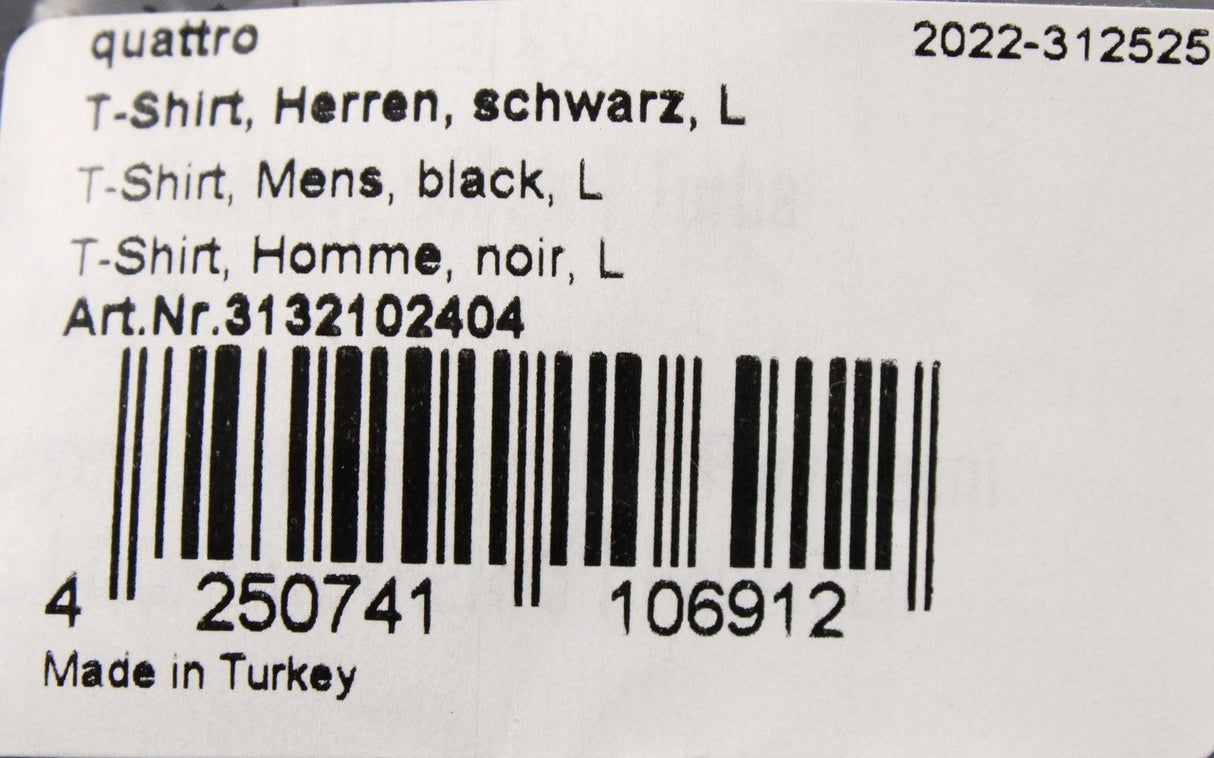 quattro 2022-312525
T-Shirt, Herren, schwarz, L
T-Shirt, Mens, black, L
T-Shirt, Homme, noir, L
Art.Nr.3132102404
4 250741 106912
Made in Turkey